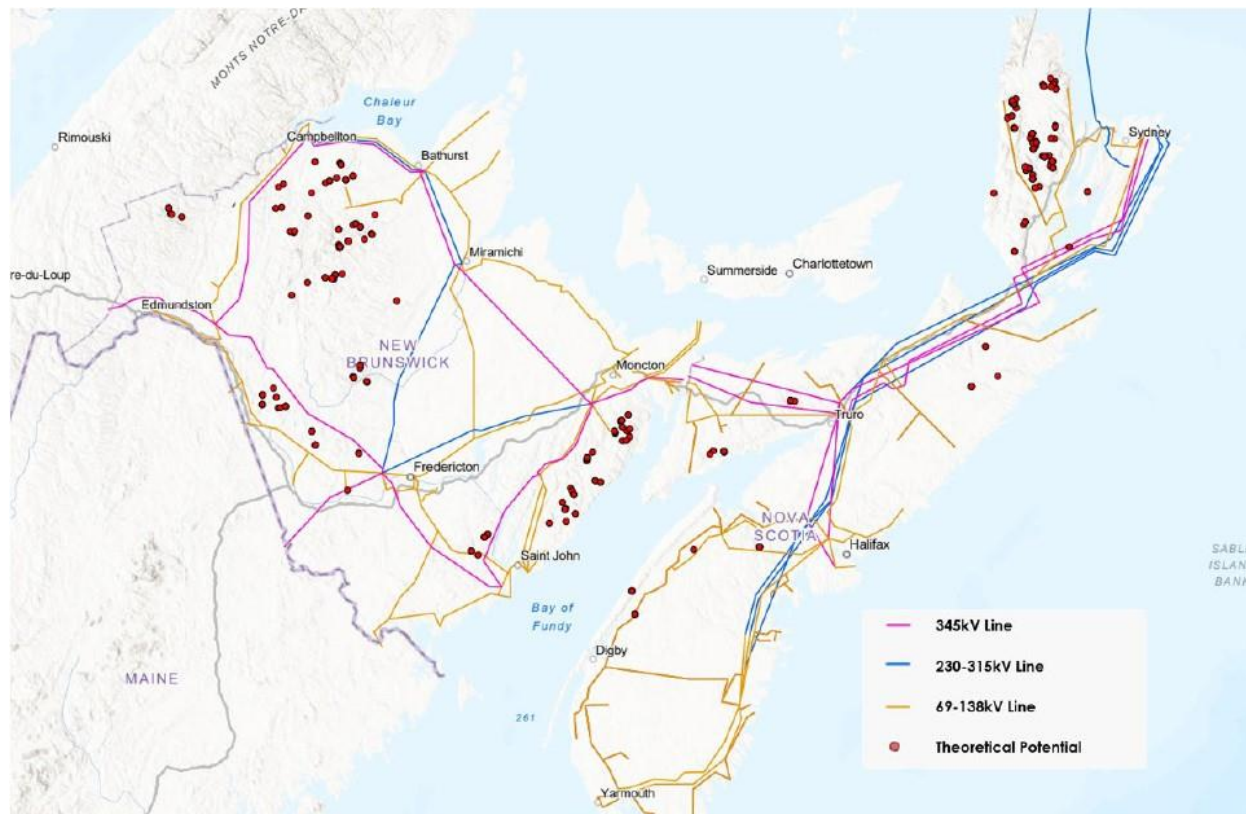 MONTS NOTRE-DA
Chaleur
Bay
Campbellton
Rimouski
Bathurst
Sydney
Miramichi
re-du-Loup
Summerside
Charlottetown
Edmundston
NEW
BRUNSWICK
Moncton
Truro
Fredericton
NOVA
SCOTIA
Halifax
Saint John
SABL
ISLAN
BANK
Bay of
Fundy
Digby
MAINE
261
Yarmouth
345kV Line
230-315kV Line
69-138kV Line
Theoretical Potential